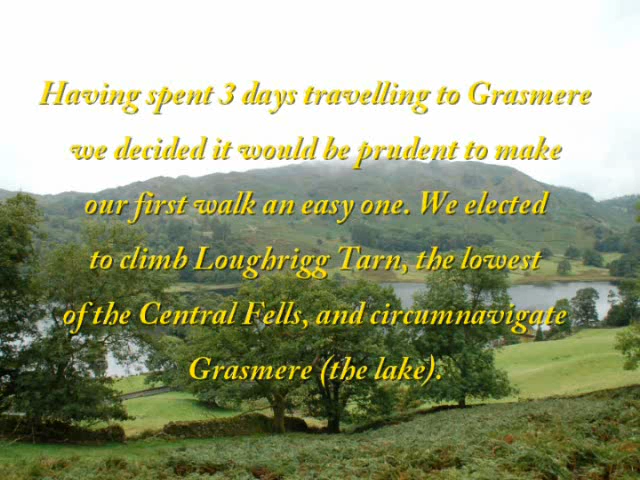 Having spent 3 days travelling to Grasmere
we decided it would be prudent to make
our first walk an easy one. We elected
to climb Loughrigg Tarn, the lowest
of the Central Fells, and circumnavigate
Grasmere (the lake).